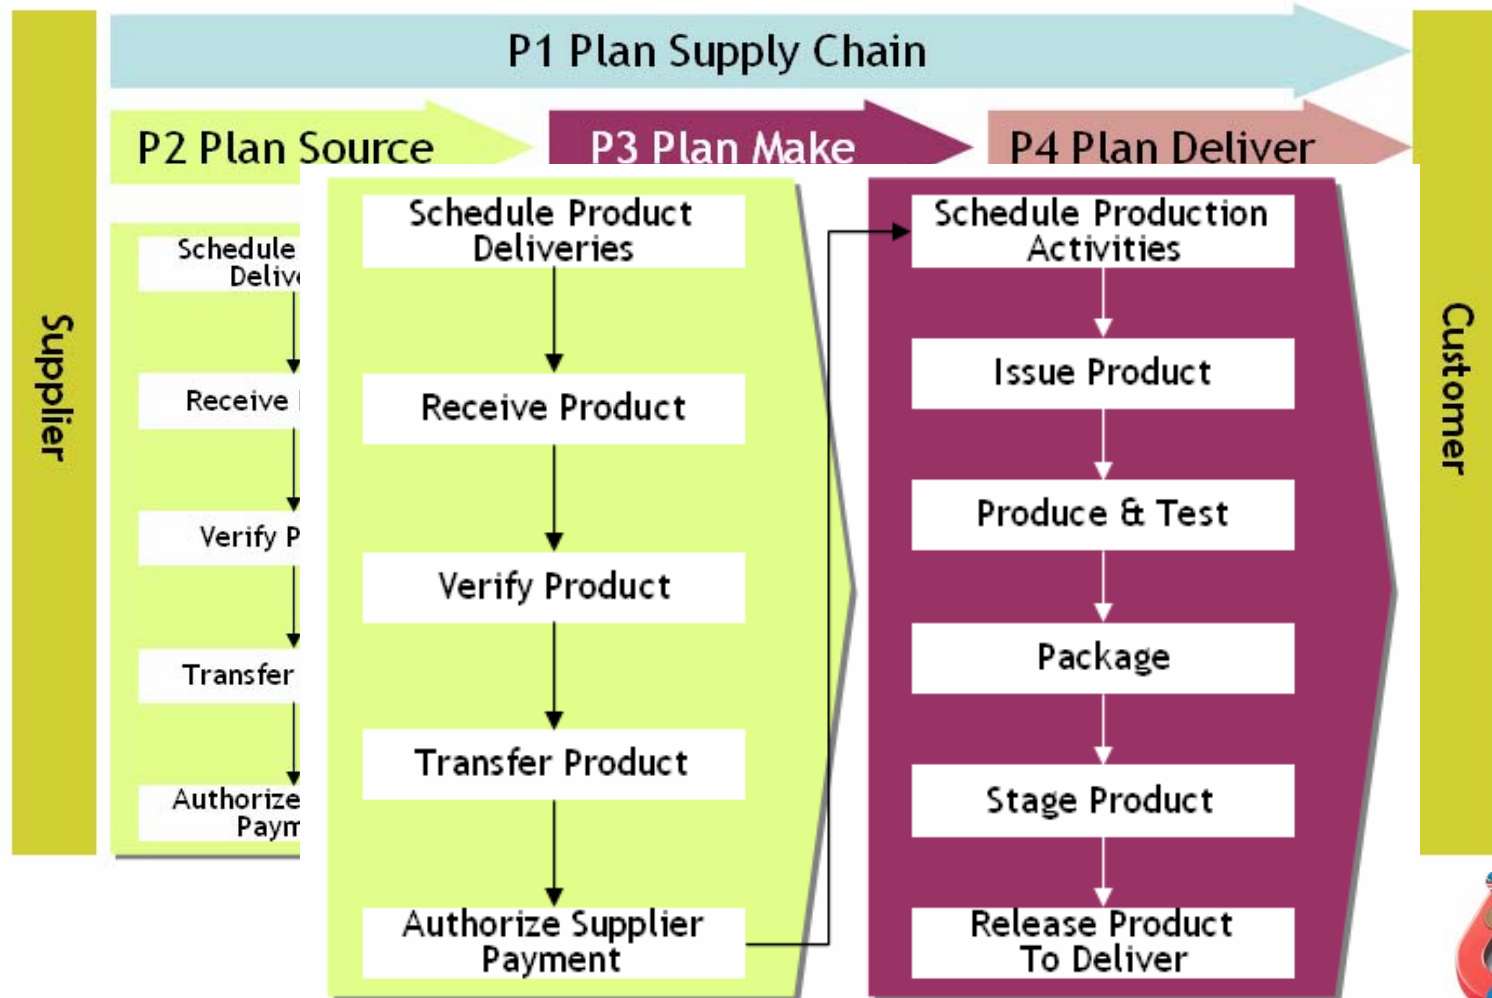 P1 Plan Supply Chain
P2 Plan Source
P3 Plan Make
P4 Plan Deliver
Supplier
Customer
Schedule
Receive
Verify
Transfer
Authorize
Schedule Product
Deliveries
Receive Product
Verify Product
Transfer Product
Authorize Supplier
Payment
Schedule Production
Activities
Issue Product
Produce & Test
Package
Stage Product
Release Product
To Deliver